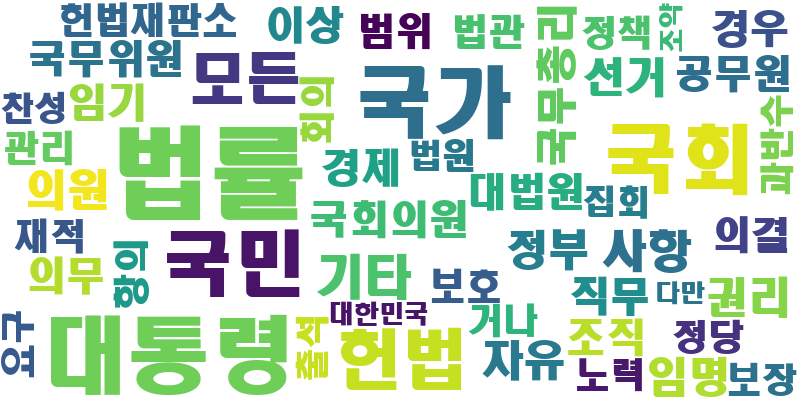 헌법재판소
이상
범위
법관
국무총리
정책
조약
경우
국무위원
모든
국가
선거
공무원
찬성
임기
회의
과반수
관리
법률
경제
법원
국회
의원
대법원
집회
국회의원
재적
국민
정부
사항
의결
의무
항의
기타
보호
직무
다만
권리
요구
대통령
출석
대한민국
헌법
거나
자유
조직
정당
노력
임명
보장